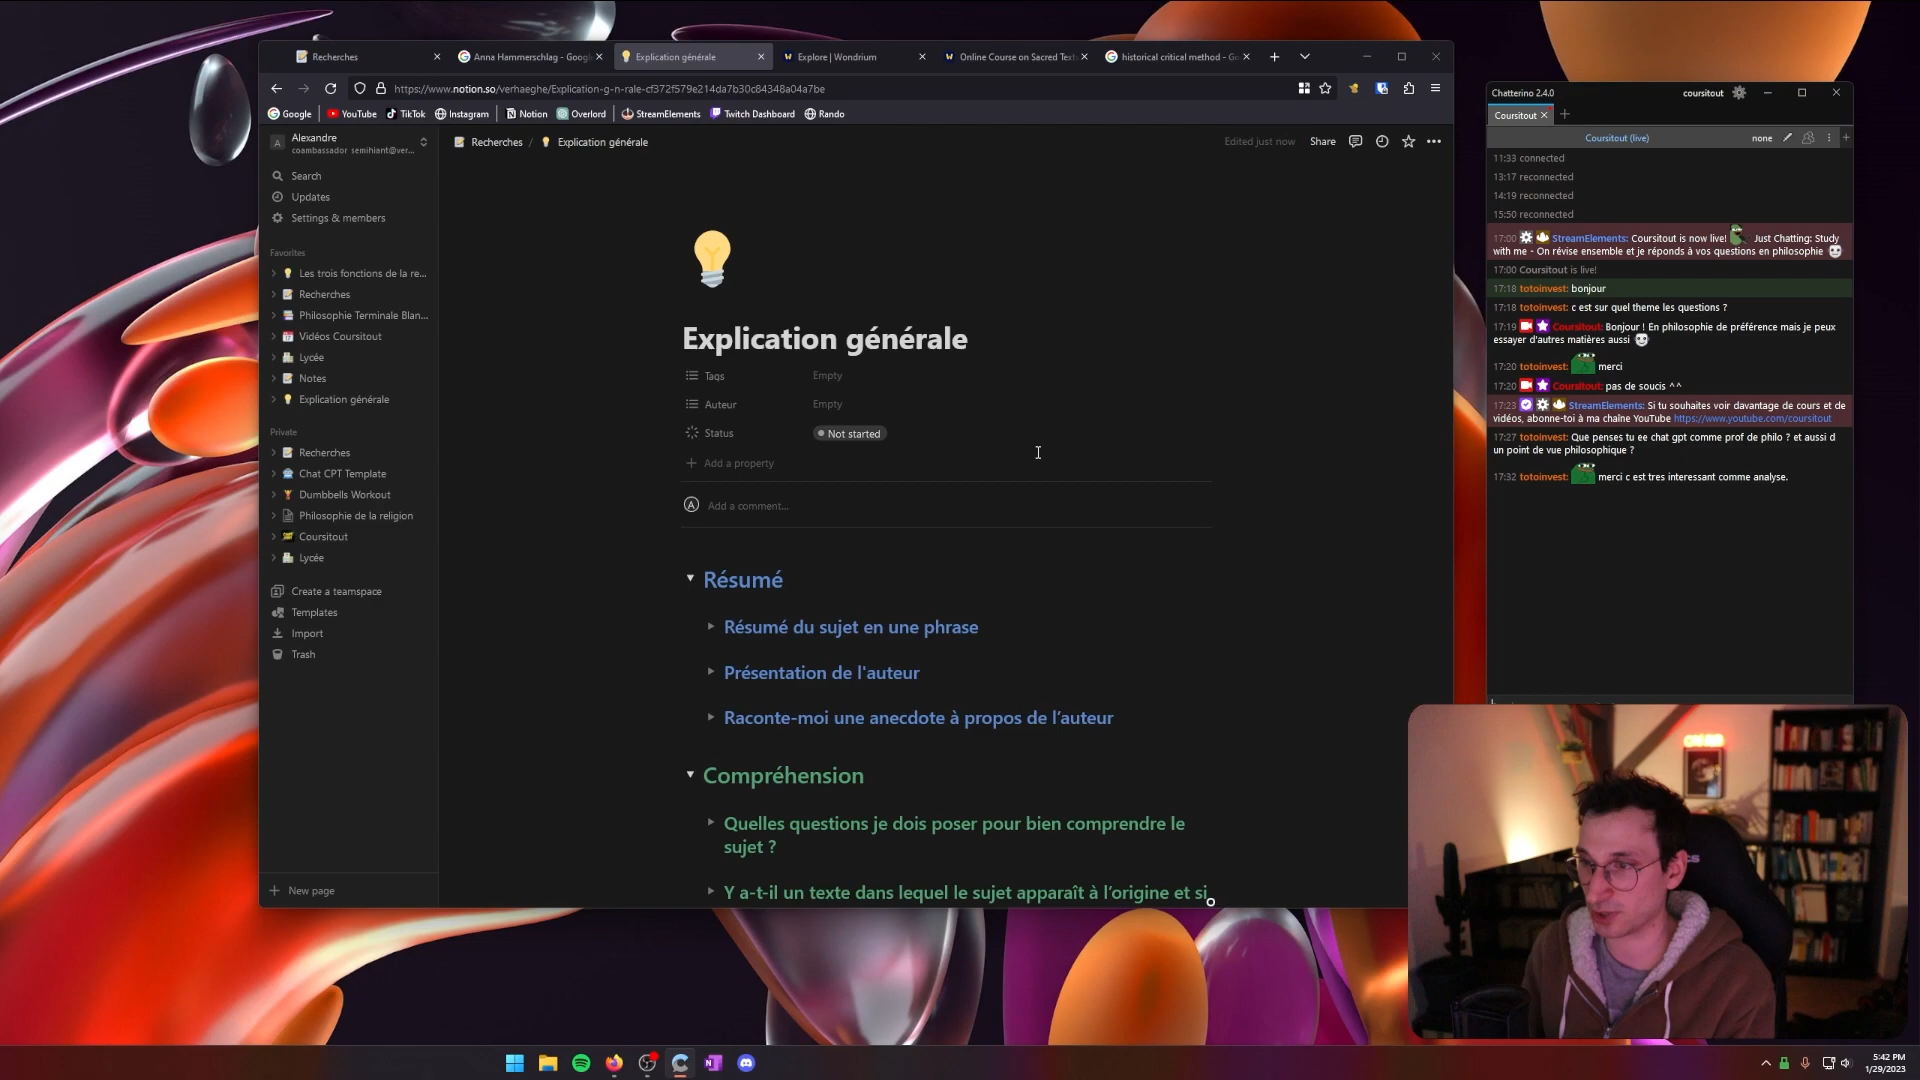 Recherches
Anna Hammerschlag - Google
Explication générale
Explore | Wondrium
Online Course on Sacred Texts
historical critical method - Go
https://www.notion.so/verhaeghe/Explication-g-n-rale-cf372f579e214da7b30c84348a04a7be
Google
YouTube
TikTok
Instagram
Notion
Overlord
StreamElements
Twitch Dashboard
Rando
A
Alexandre
coambassador_semihiant@ver...
Search
Updates
Settings & members
Favorites
Les trois fonctions de la re...
Recherches
Philosophie Terminale Blan...
Vidéos Coursitout
Lycée
Notes
Explication générale
Private
Recherches
Chat CPT Template
Dumbbells Workout
Philosophie de la religion
Coursitout
Lycée
Create a teamspace
Templates
Import
Trash
New page
Recherches / Explication générale
Edited just now
Share
Explication générale
Tags Empty
Auteur Empty
Status Not started
Add a property
A Add a comment...
Résumé
Résumé du sujet en une phrase
Présentation de l'auteur
Raconte-moi une anecdote à propos de l'auteur
Compréhension
Quelles questions je dois poser pour bien comprendre le
sujet ?
Y a-t-il un texte dans lequel le sujet apparaît à l'origine et si
Chatterino 2.4.0
coursitout
Coursitout
Coursitout (live)
none
11:33 connected
13:17 reconnected
14:19 reconnected
15:50 reconnected
17:00 StreamElements: Coursitout is now live! Just Chatting: Study
with me - On révise ensemble et je réponds à vos questions en philosophie
17:00 Coursitout is live!
17:18 totoinvest: bonjour
17:18 totoinvest: c est sur quel theme les questions ?
17:19 Coursitout: Bonjour ! En philosophie de préférence mais je peux
essayer d'autres matières aussi
17:20 totoinvest: merci
17:20 Coursitout: pas de soucis ^^
17:23 StreamElements: Si tu souhaites voir davantage de cours et de
vidéos, abonne-toi à ma chaîne YouTube https://www.youtube.com/coursitout
17:27 totoinvest: Que penses tu ee chat gpt comme prof de philo ? et aussi d
un point de vue philosophique ?
17:32 totoinvest: merci c est tres interessant comme analyse.
5:42 PM
1/29/2023